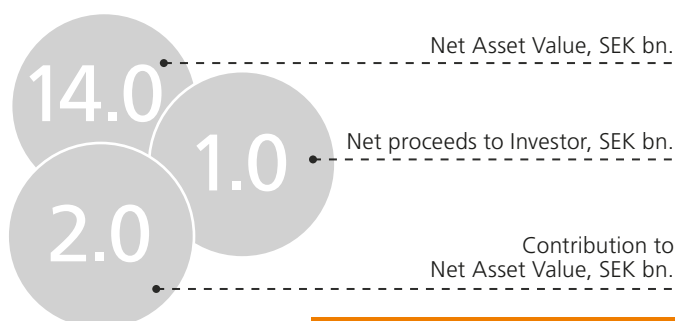 Net Asset Value, SEK bn.
14.0
Net proceeds to Investor, SEK bn.
1.0
2.0
Contribution to
Net Asset Value, SEK bn.